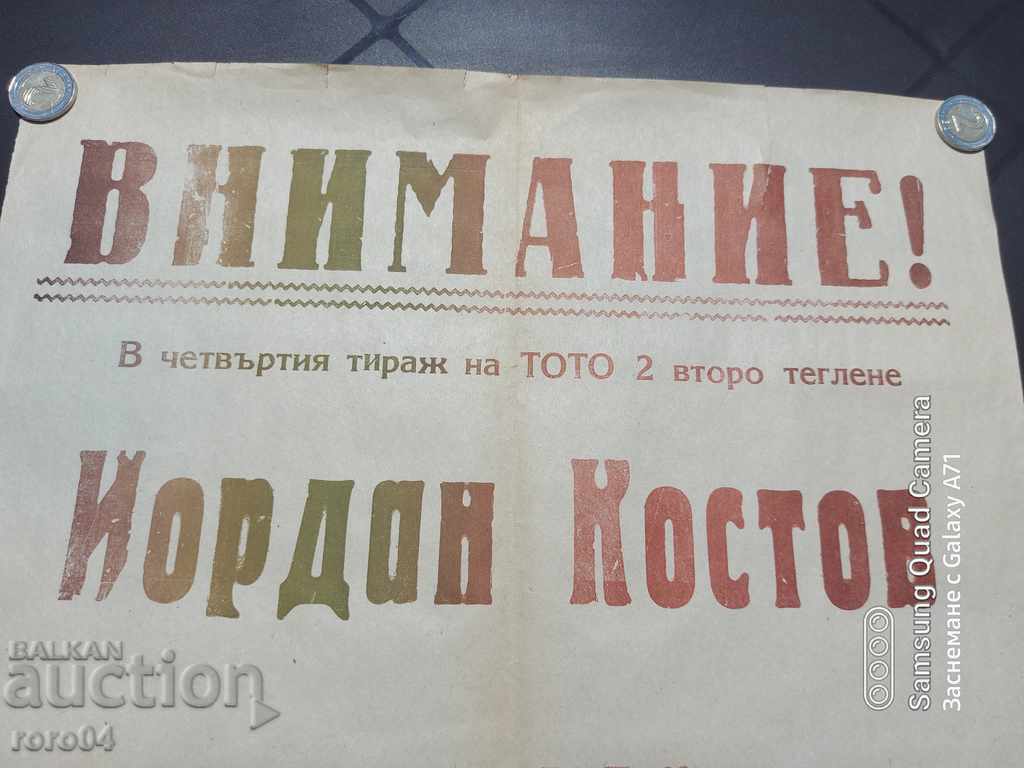 ВНИМАНИЕ!
В четвъртия тираж на ТОТО 2 второ теглене
Йордан Костов
BALKAN
auction
roro04
Samsung Quad Camera
Заснемане с Galaxy A71